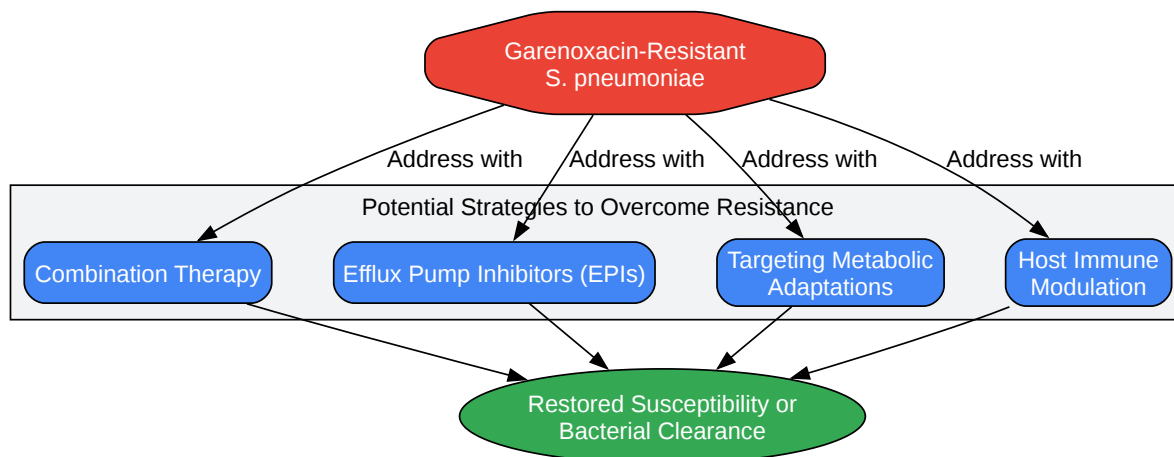 Garenoxacin-Resistant
S. pneumoniae
Address with
Address with
Address with
Address with
Potential Strategies to Overcome Resistance
Combination Therapy
Efflux Pump Inhibitors (EPIs)
Targeting Metabolic
Adaptations
Host Immune
Modulation
Restored Susceptibility or
Bacterial Clearance